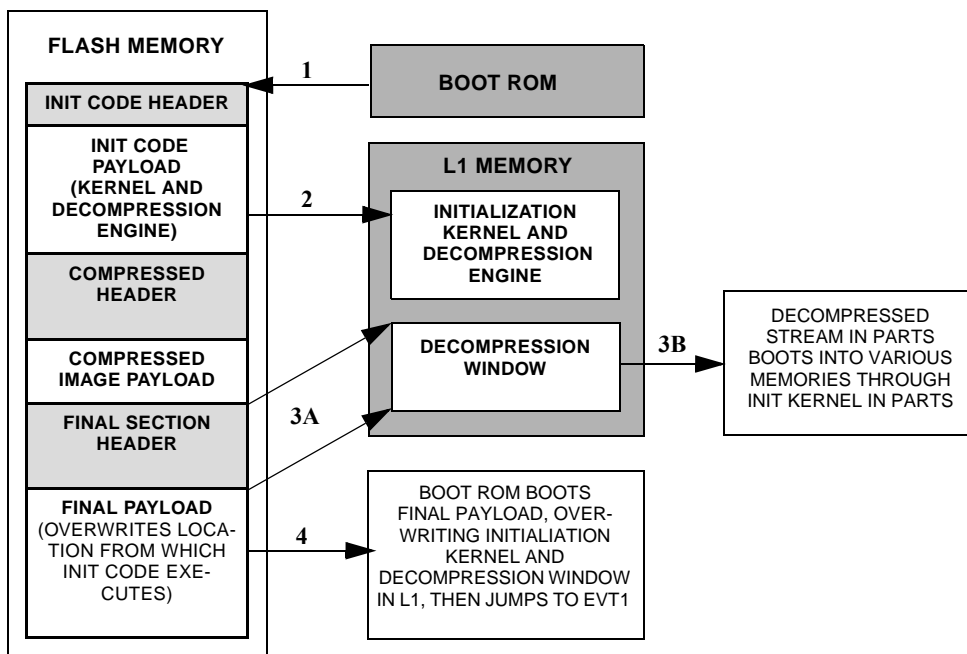 FLASH MEMORY
INIT CODE HEADER
INIT CODE
PAYLOAD
(KERNEL AND
DECOMPRESSION
ENGINE)
COMPRESSED
HEADER
COMPRESSED
IMAGE PAYLOAD
FINAL SECTION
HEADER
FINAL PAYLOAD
(OVERWRITES LOCA-
TION FROM WHICH
INIT CODE EXE-
CUTES)
1
BOOT ROM
2
L1 MEMORY
INITIALIZATION
KERNEL AND
DECOMPRESSION
ENGINE
DECOMPRESSION
WINDOW
3A
3B
DECOMPRESSED
STREAM IN PARTS
BOOTS INTO VARIOUS
MEMORIES THROUGH
INIT KERNEL IN PARTS
4
BOOT ROM BOOTS
FINAL PAYLOAD, OVER-
WRITING INITIALIATION
KERNEL AND
DECOMPRESSION WINDOW
IN L1, THEN JUMPS TO EVT1